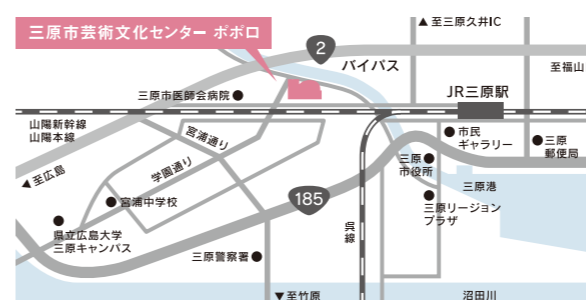 三原市芸術文化センター ポポロ
2
▲至三原久井IC
バイパス
至福山
三原市医師会病院
JR三原駅
山陽新幹線
山陽本線
宮浦通り
市民
ギャラリー
三原
郵便局
学園通り
三原
市役所
◀至広島
185
三原港
宮浦中学校
三原リージョン
プラザ
県立広島大学
三原キャンパス
呉線
三原警察署
▼至竹原
沼田川